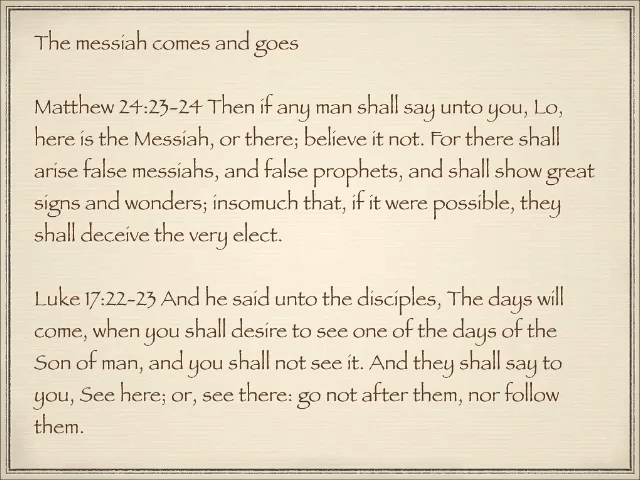 The messiah comes and goes
Matthew 24:23-24 Then if any man shall say unto you, Lo,
here is the Messiah, or there; believe it not. For there shall
arise false messiahs, and false prophets, and shall show great
signs and wonders; insomuch that, if it were possible, they
shall deceive the very elect.
Luke 17:22-23 And he said unto the disciples, The days will
come, when you shall desire to see one of the days of the
Son of man, and you shall not see it. And they shall say to
you, See here; or, see there: go not after them, nor follow
them.